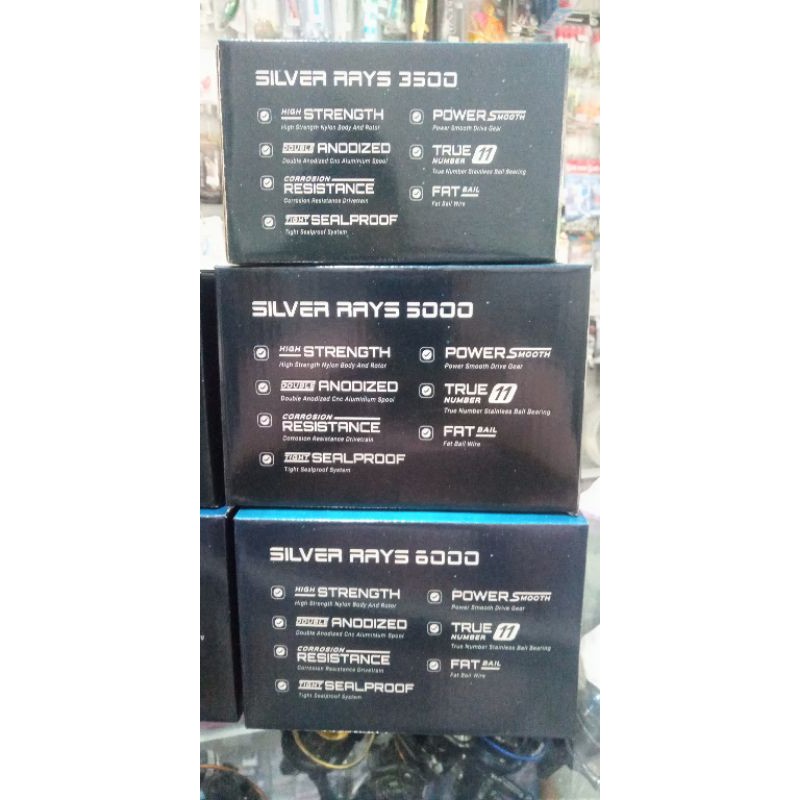 SILVER RAYS 3500
HIGH STRENGTH
High Strength Nylon Body And Rotor
DOUBLE ANODIZED
Double Anodized Cnc Aluminium Spool
CORROSION
RESISTANCE
Corrosion Resistance Drivetrain
TIGHT SEALPROOF
Tight Sealproof System
POWER SMOOTH
Power Smooth Drive Gear
TRUE NUMBER 11
True Number Stainless Ball Bearing
FAT BAIL
Fat Bail Wire
SILVER RAYS 5000
HIGH STRENGTH
High Strength Nylon Body And Rotor
DOUBLE ANODIZED
Double Anodized Cnc Aluminium Spool
CORROSION
RESISTANCE
Corrosion Resistance Drivetrain
TIGHT SEALPROOF
Tight Sealproof System
POWER SMOOTH
Power Smooth Drive Gear
TRUE NUMBER 11
True Number Stainless Ball Bearing
FAT BAIL
Fat Bail Wire
SILVER RAYS 6000
HIGH STRENGTH
High Strength Nylon Body And Rotor
DOUBLE ANODIZED
Double Anodized Cnc Aluminium Spool
CORROSION
RESISTANCE
Corrosion Resistance Drivetrain
TIGHT SEALPROOF
Tight Sealproof System
POWER SMOOTH
Power Smooth Drive Gear
TRUE NUMBER 11
True Number Stainless Ball Bearing
FAT BAIL
Fat Bail Wire